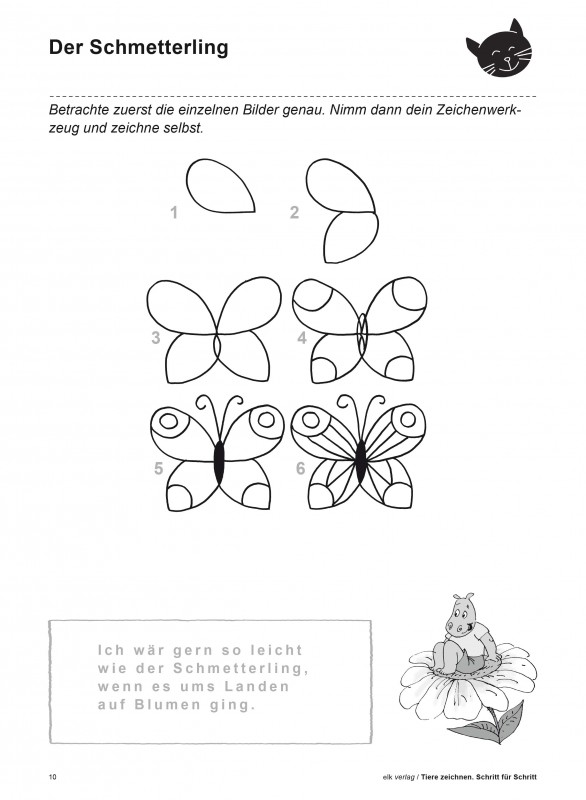 Der Schmetterling
Betrachte zuerst die einzelnen Bilder genau. Nimm dann dein Zeichenwerk-
zeug und zeichne selbst.
1
2
3
4
5
6
Ich wär gern so leicht
wie der Schmetterling,
wenn es ums Landen
auf Blumen ging.
10
elk verlag / Tiere zeichnen. Schritt für Schritt